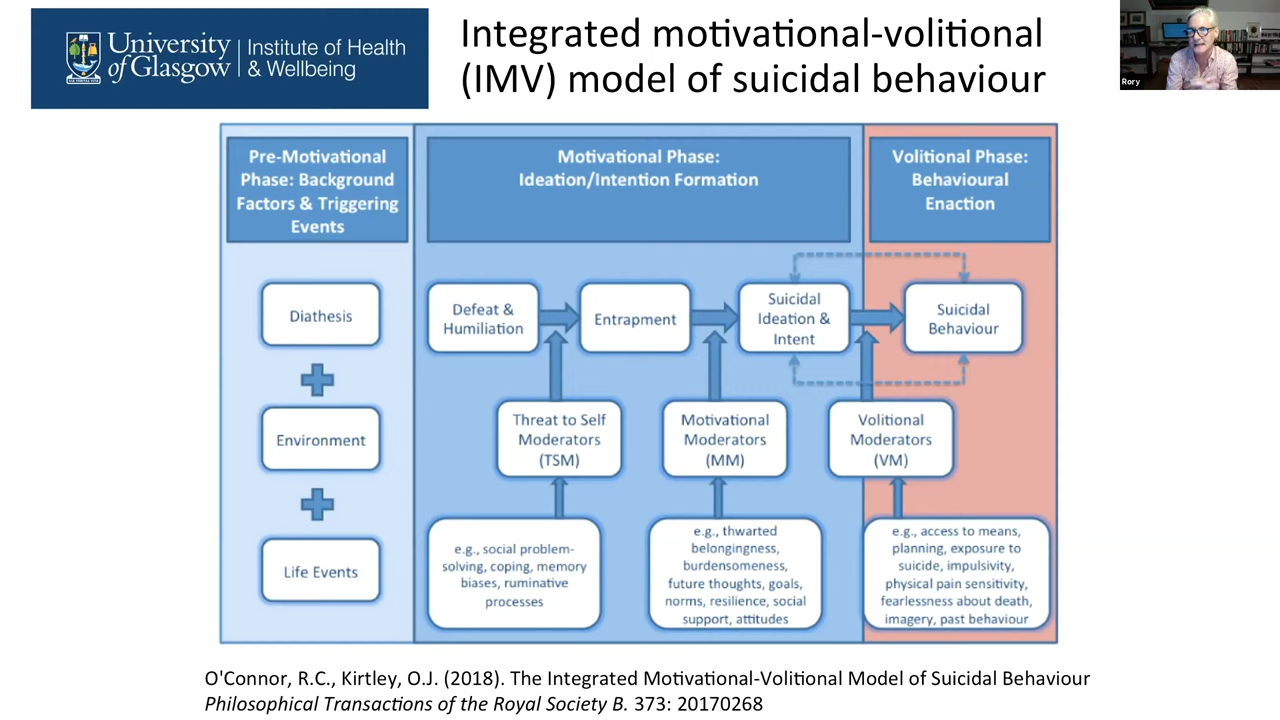 University
of Glasgow
Institute of Health
& Wellbeing
Integrated motivational-volitional
(IMV) model of suicidal behaviour
Rory
Pre-Motivational
Phase: Background
Factors & Triggering
Events
Motivational Phase:
Ideation/Intention Formation
Volitional Phase:
Behavioural
Enaction
Diathesis
Environment
Life Events
Defeat &
Humiliation
Entrapment
Suicidal
Ideation &
Intent
Suicidal
Behaviour
Threat to Self
Moderators
(TSM)
Motivational
Moderators
(MM)
Volitional
Moderators
(VM)
e.g., social problem-
solving, coping, memory
biases, ruminative
processes
e.g., thwarted
belongingness,
burdensomeness,
future thoughts, goals,
norms, resilience, social
support, attitudes
e.g., access to means,
planning, exposure to
suicide, impulsivity,
physical pain sensitivity,
fearlessness about death,
imagery, past behaviour
O'Connor, R.C., Kirtley, O.J. (2018). The Integrated Motivational-Volitional Model of Suicidal Behaviour
Philosophical Transactions of the Royal Society B. 373: 20170268